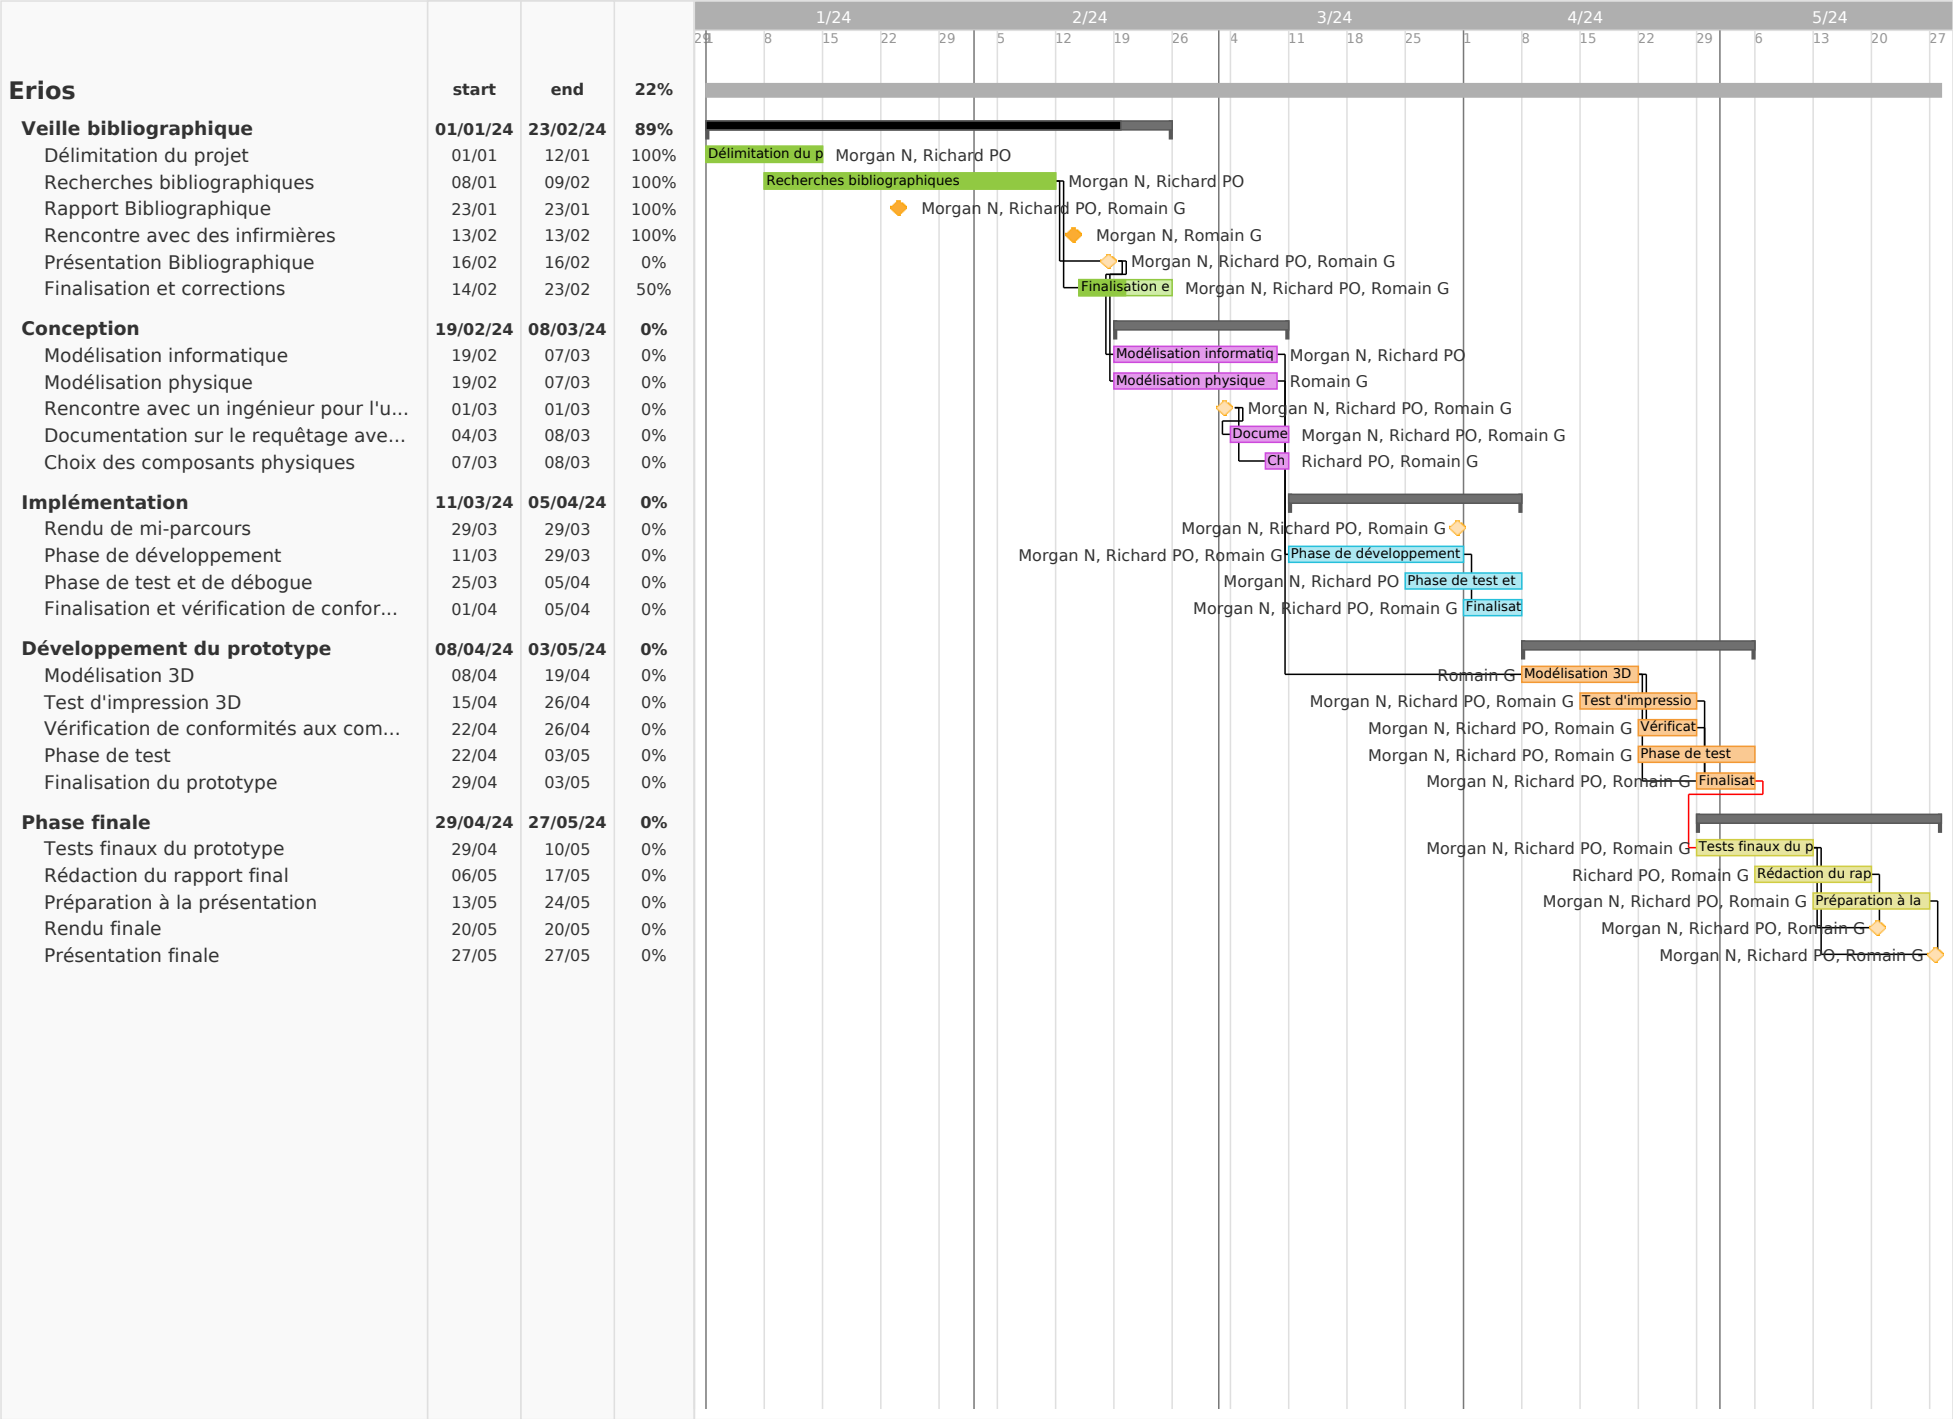 1/24 2/24 3/24 4/24 5/24
29 1 8 15 22 29 5 12 19 26 4 11 18 25 1 8 15 22 29 6 13 20 27
Erios start end 22%
Veille bibliographique 01/01/24 23/02/24 89%
Délimitation du projet 01/01 12/01 100% Délimitation du p Morgan N, Richard PO
Recherches bibliographiques 08/01 09/02 100% Recherches bibliographiques Morgan N, Richard PO
Rapport Bibliographique 23/01 23/01 100% Morgan N, Richard PO, Romain G
Rencontre avec des infirmières 13/02 13/02 100% Morgan N, Romain G
Présentation Bibliographique 16/02 16/02 0% Morgan N, Richard PO, Romain G
Finalisation et corrections 14/02 23/02 50% Finalisation e Morgan N, Richard PO, Romain G
Conception 19/02/24 08/03/24 0%
Modélisation informatique 19/02 07/03 0% Modélisation informatiq Morgan N, Richard PO
Modélisation physique 19/02 07/03 0% Modélisation physique Romain G
Rencontre avec un ingénieur pour l'u... 01/03 01/03 0% Morgan N, Richard PO, Romain G
Documentation sur le requêtage ave... 04/03 08/03 0% Docume Morgan N, Richard PO, Romain G
Choix des composants physiques 07/03 08/03 0% Ch Richard PO, Romain G
Implémentation 11/03/24 05/04/24 0%
Rendu de mi-parcours 29/03 29/03 0% Morgan N, Richard PO, Romain G
Phase de développement 11/03 29/03 0% Morgan N, Richard PO, Romain G Phase de développement
Phase de test et de débogue 25/03 05/04 0% Morgan N, Richard PO Phase de test et
Finalisation et vérification de confor... 01/04 05/04 0% Morgan N, Richard PO, Romain G Finalisat
Développement du prototype 08/04/24 03/05/24 0%
Modélisation 3D 08/04 19/04 0% Romain G Modélisation 3D
Test d'impression 3D 15/04 26/04 0% Morgan N, Richard PO, Romain G Test d'impressio
Vérification de conformités aux com... 22/04 26/04 0% Morgan N, Richard PO, Romain G Vérificat
Phase de test 22/04 03/05 0% Morgan N, Richard PO, Romain G Phase de test
Finalisation du prototype 29/04 03/05 0% Morgan N, Richard PO, Romain G Finalisat
Phase finale 29/04/24 27/05/24 0%
Tests finaux du prototype 29/04 10/05 0% Morgan N, Richard PO, Romain G Tests finaux du p
Rédaction du rapport final 06/05 17/05 0% Richard PO, Romain G Rédaction du rap
Préparation à la présentation 13/05 24/05 0% Morgan N, Richard PO, Romain G Préparation à la
Rendu finale 20/05 20/05 0% Morgan N, Richard PO, Romain G
Présentation finale 27/05 27/05 0% Morgan N, Richard PO, Romain G